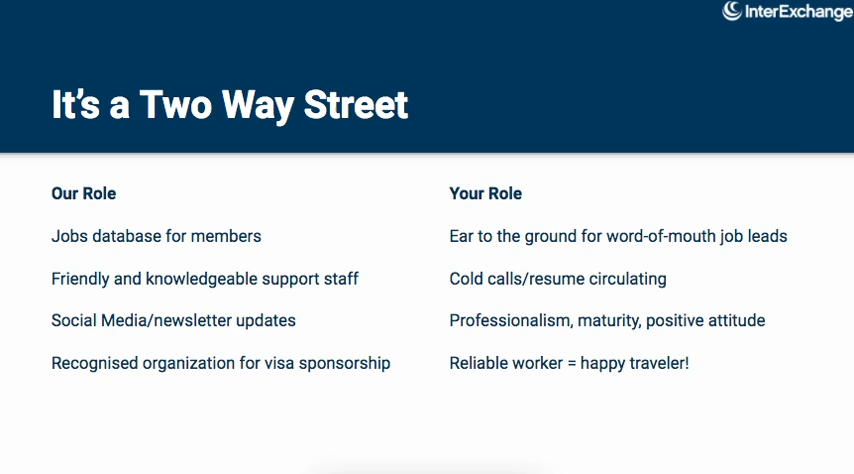 InterExchange
It's a Two Way Street
Our Role
Jobs database for members
Friendly and knowledgeable support staff
Social Media/newsletter updates
Recognised organization for visa sponsorship
Your Role
Ear to the ground for word-of-mouth job leads
Cold calls/resume circulating
Professionalism, maturity, positive attitude
Reliable worker = happy traveler!